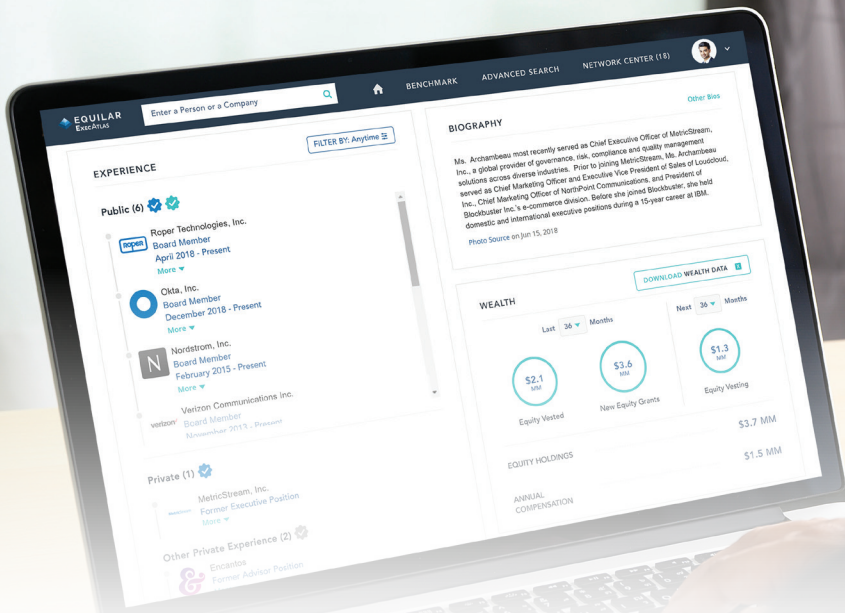 EQUILAR
EXECATLAS
Enter a Person or a Company
BENCHMARK
ADVANCED SEARCH
NETWORK CENTER (18)
EXPERIENCE
FILTER BY: Anytime
Public (6)
ROPER
Roper Technologies, Inc.
Board Member
April 2018 - Present
More
Okta, Inc.
Board Member
December 2018 - Present
More
N
Nordstrom, Inc.
Board Member
February 2015 - Present
More
verizon
Verizon Communications Inc.
Board Member
November 2013 - Present
Private (1)
MetricStream, Inc.
Former Executive Position
More
Other Private Experience (2)
&
Encantos
Former Advisor Position
BIOGRAPHY
Other Bios
Ms. Archambeau most recently served as Chief Executive Officer of MetricStream,
Inc., a global provider of governance, risk, compliance and quality management
solutions across diverse industries. Prior to joining MetricStream, Ms. Archambeau
served as Chief Marketing Officer and Executive Vice President of Sales of Loudcloud,
Inc., Chief Marketing Officer of NorthPoint Communications, and President of
Blockbuster Inc.'s e-commerce division. Before she joined Blockbuster, she held
domestic and international executive positions during a 15-year career at IBM.
Photo Source on Jun 15, 2018
WEALTH
DOWNLOAD WEALTH DATA
Last 36 Months
Next 36 Months
$2.1
MM
Equity Vested
$3.6
MM
New Equity Grants
$1.3
MM
Equity Vesting
EQUITY HOLDINGS
$3.7 MM
ANNUAL
COMPENSATION
$1.5 MM